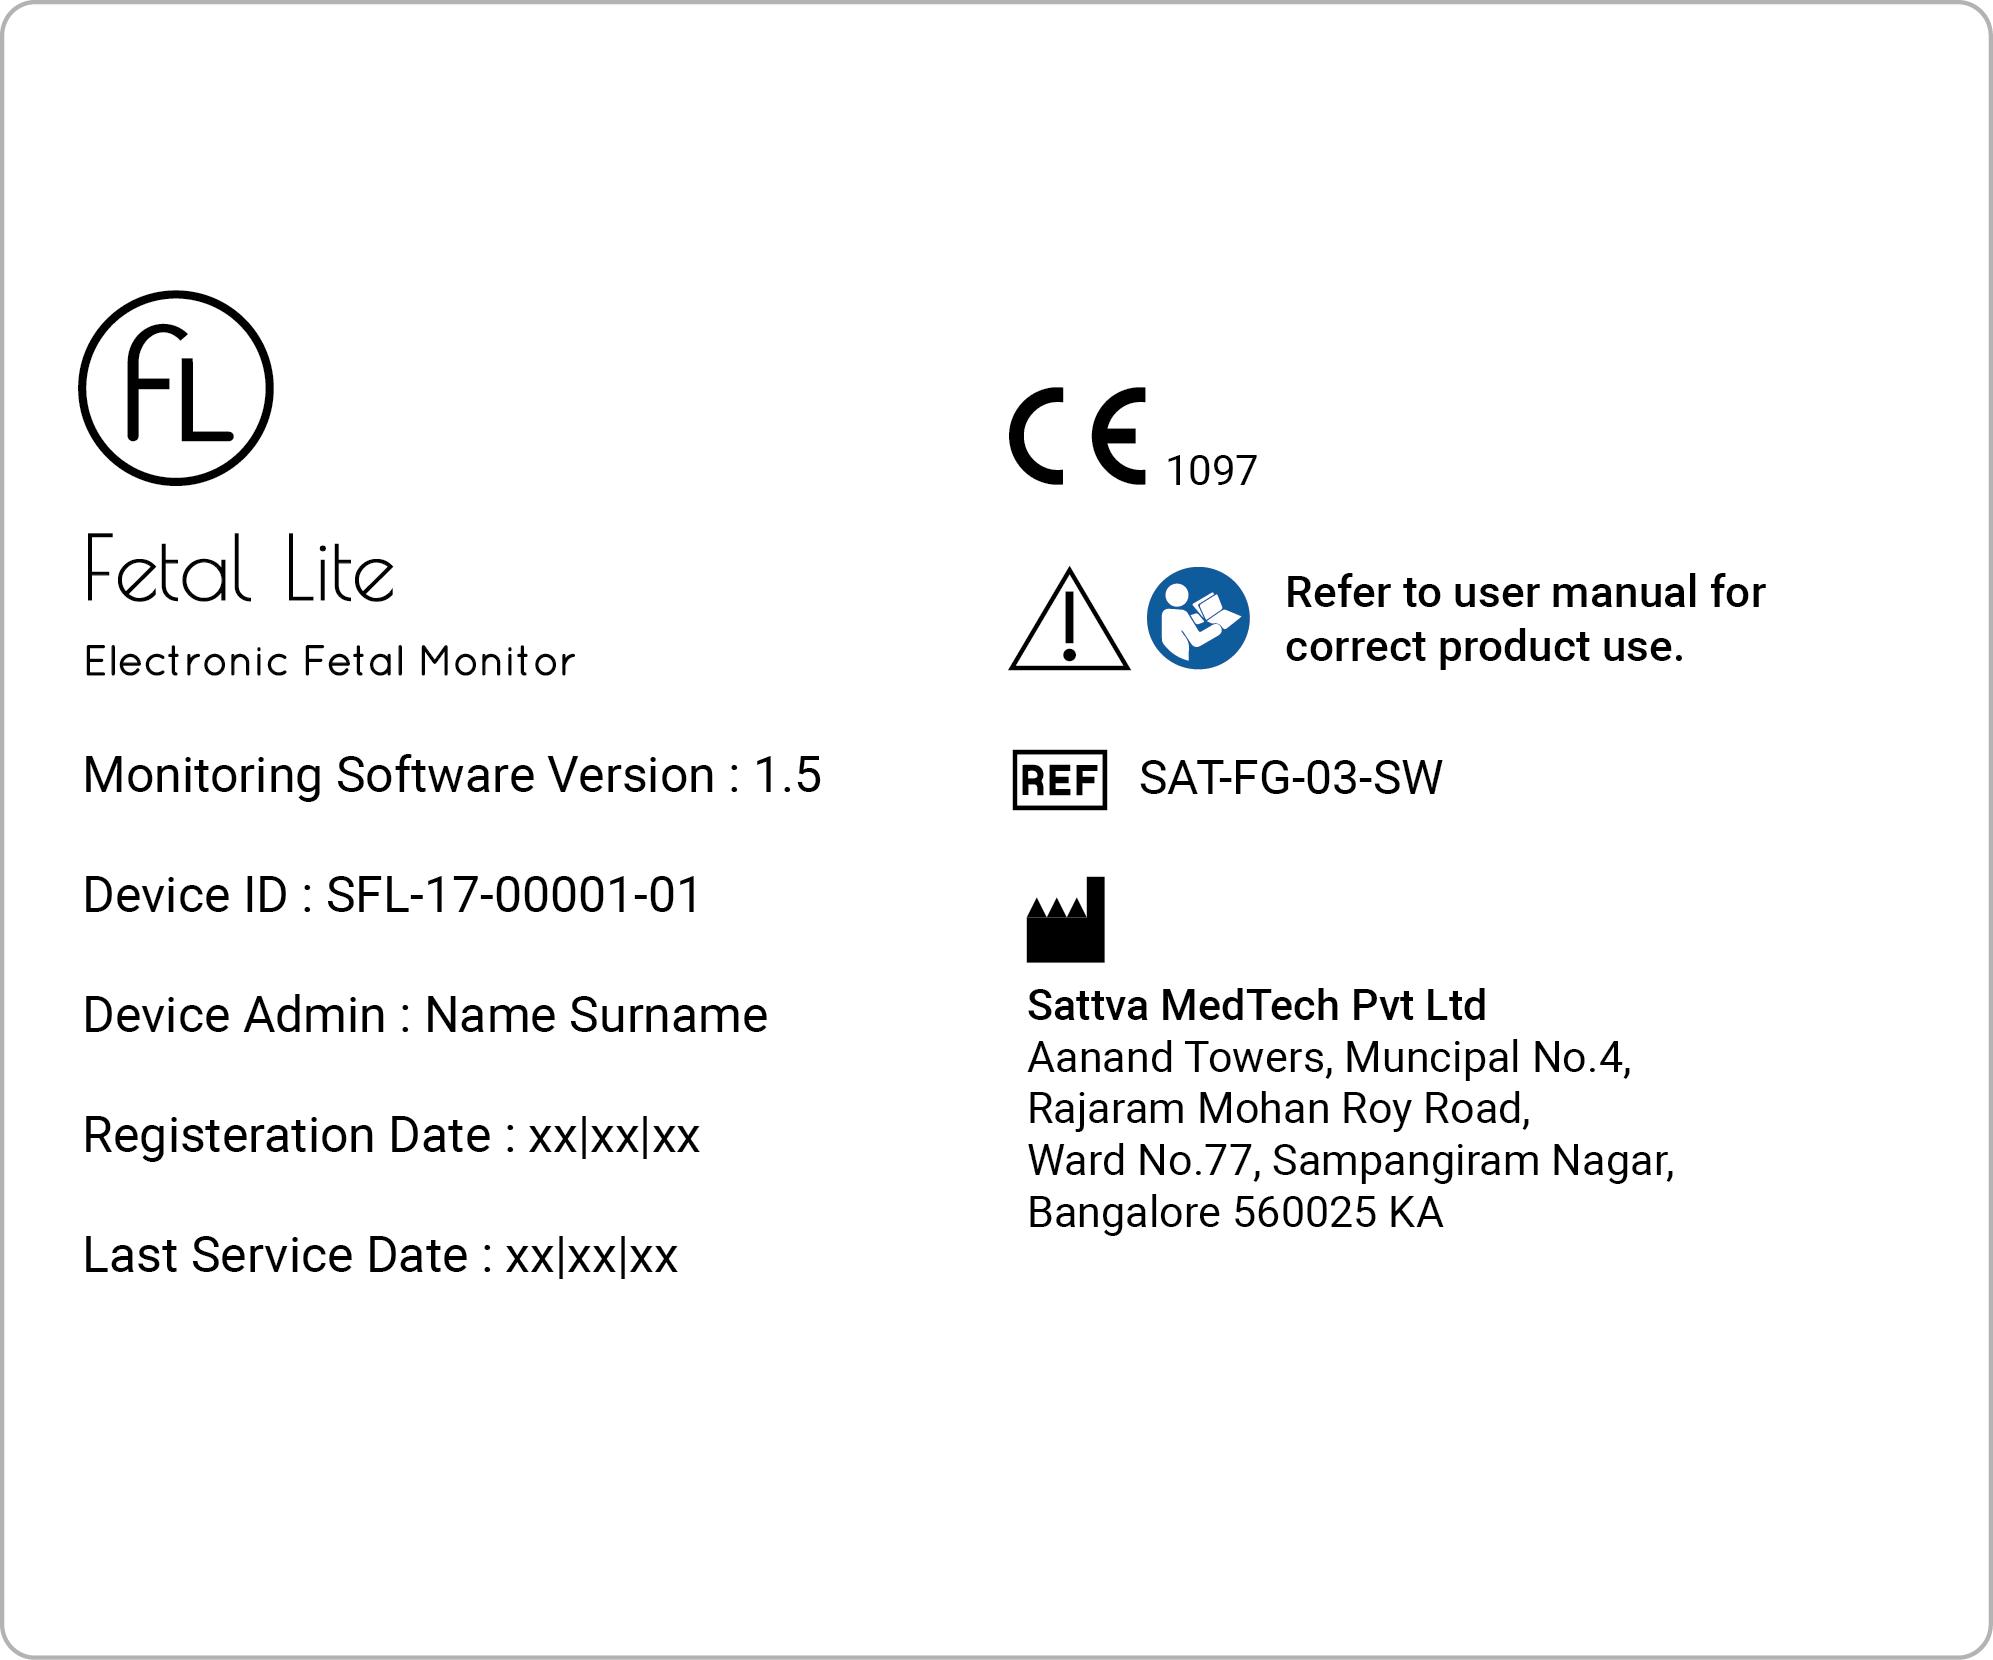 FL
Fetal Lite
Electronic Fetal Monitor
Monitoring Software Version : 1.5
Device ID : SFL-17-00001-01
Device Admin : Name Surname
Registeration Date : xx|xx|xx
Last Service Date : xx|xx|xx
CE 1097
Refer to user manual for
correct product use.
REF SAT-FG-03-SW
Sattva MedTech Pvt Ltd
Aanand Towers, Muncipal No.4,
Rajaram Mohan Roy Road,
Ward No.77, Sampangiram Nagar,
Bangalore 560025 KA